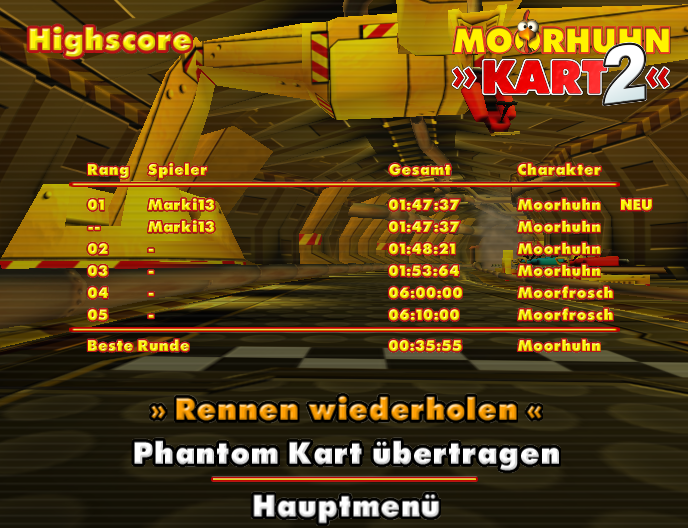 Highscore
MOORHUHN
»KART2«
Rang Spieler Gesamt Charakter
01 Marki13 01:47:37 Moorhuhn NEU
-- Marki13 01:47:37 Moorhuhn
02 - 01:48:21 Moorhuhn
03 - 01:53:64 Moorhuhn
04 - 06:00:00 Moorfrosch
05 - 06:10:00 Moorfrosch
Beste Runde 00:35:55 Moorhuhn
» Rennen wiederholen «
Phantom Kart übertragen
Hauptmenü